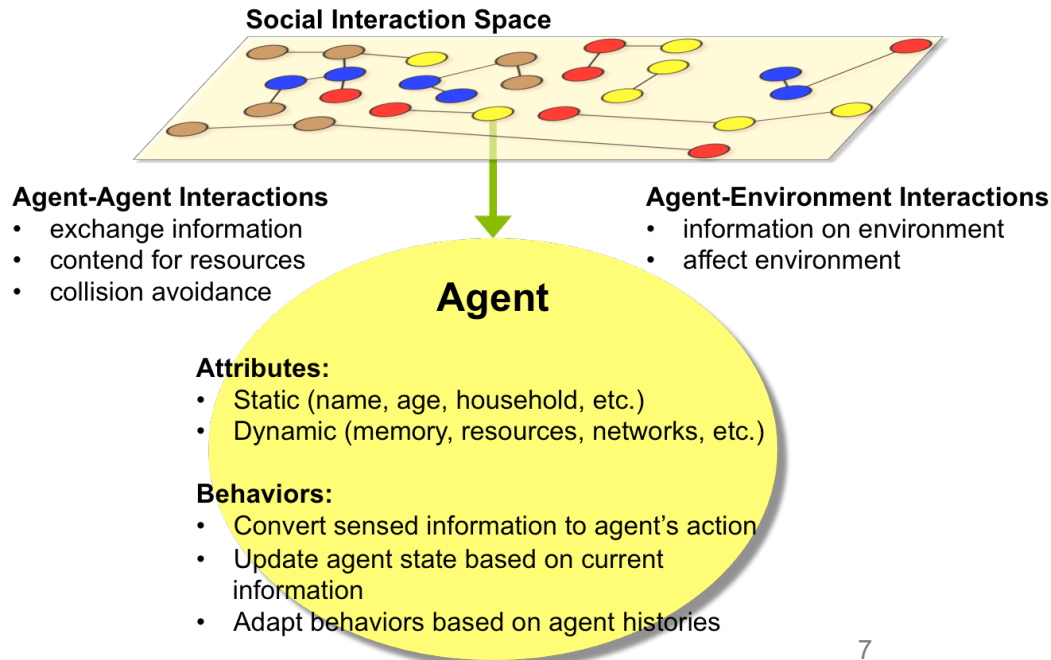 Social Interaction Space
Agent-Agent Interactions
• exchange information
• contend for resources
• collision avoidance
Agent-Environment Interactions
• information on environment
• affect environment
Agent
Attributes:
• Static (name, age, household, etc.)
• Dynamic (memory, resources, networks, etc.)
Behaviors:
• Convert sensed information to agent’s action
• Update agent state based on current
information
• Adapt behaviors based on agent histories
7